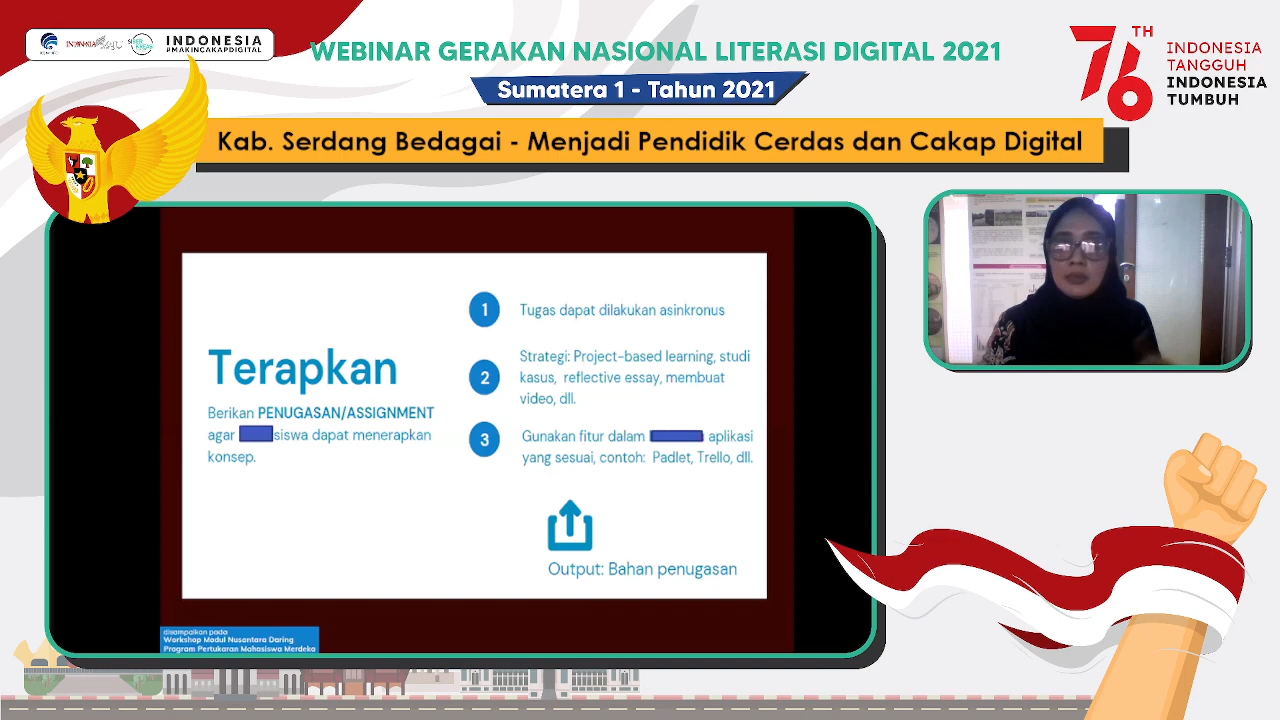 INDONESIA
#MAKINCAKAPDIGITAL
WEBINAR GERAKAN NASIONAL LITERASI DIGITAL 2021
Sumatera 1 - Tahun 2021
76TH
INDONESIA
TANGGUH
INDONESIA
TUMBUH
Kab. Serdang Bedagai - Menjadi Pendidik Cerdas dan Cakap Digital
Terapkan
Berikan PENUGASAN/ASSIGNMENT
agar siswa dapat menerapkan
konsep.
1 Tugas dapat dilakukan asinkronus
2 Strategi: Project-based learning, studi
kasus, reflective essay, membuat
video, dll.
3 Gunakan fitur dalam aplikasi
yang sesuai, contoh: Padlet, Trello, dll.
Output: Bahan penugasan
disampaikan pada
Workshop Modul Nusantara Daring
Program Pertukaran Mahasiswa Merdeka